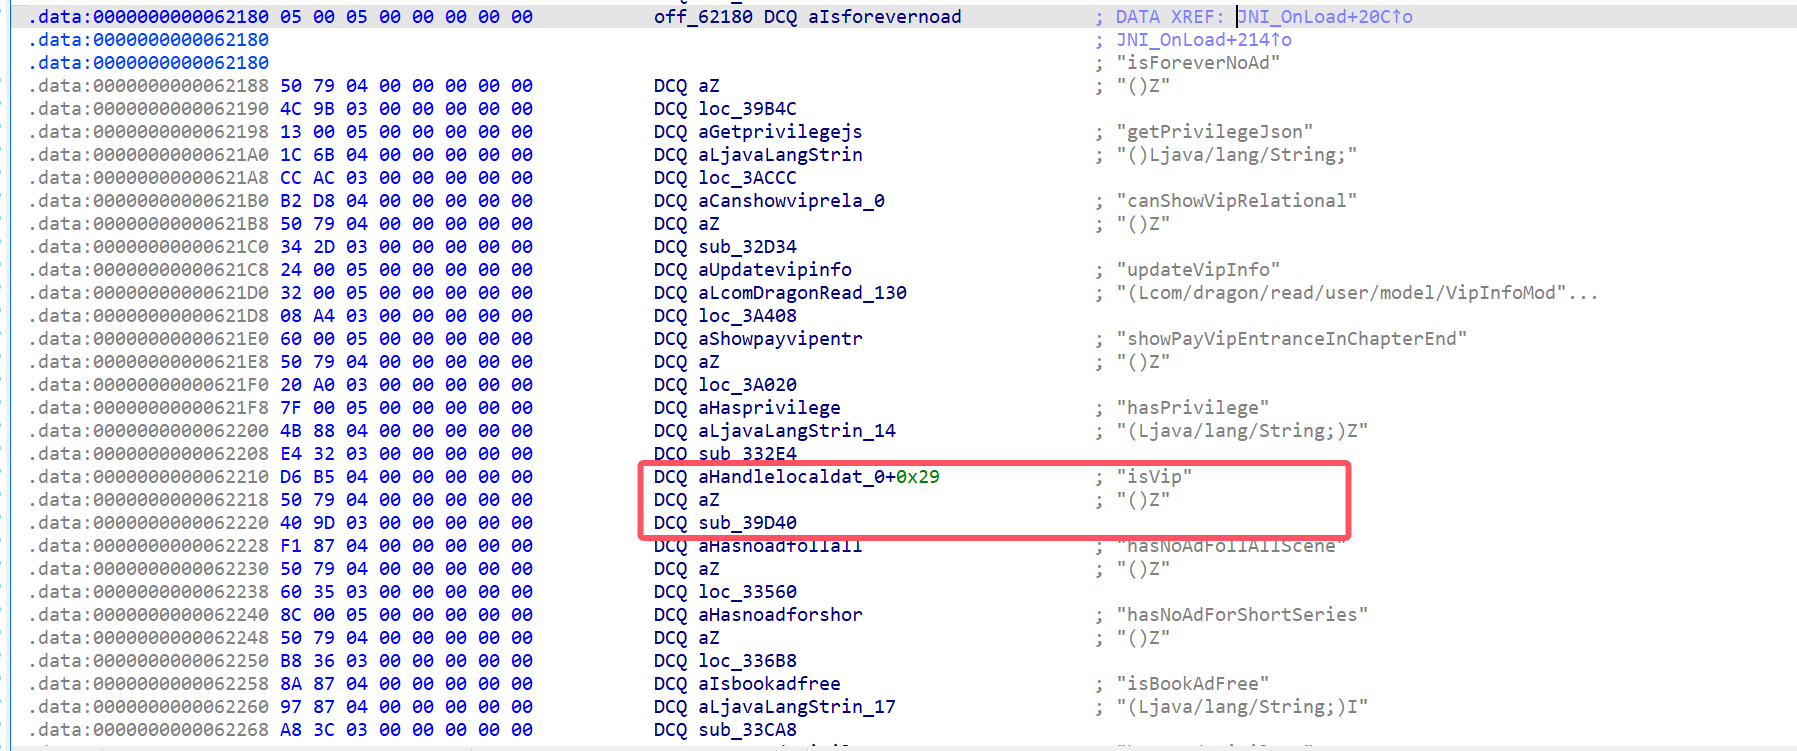 .data:0000000000062180 05 00 05 00 00 00 00 00 off_62180 DCQ aIsforevernoad ; DATA XREF: JNI_OnLoad+20C↑o
.data:0000000000062180 ; JNI_OnLoad+214↑o
.data:0000000000062180 ; "isForeverNoAd"
.data:0000000000062188 50 79 04 00 00 00 00 00 DCQ aZ ; "()Z"
.data:0000000000062190 4C 9B 03 00 00 00 00 00 DCQ loc_39B4C
.data:0000000000062198 13 00 05 00 00 00 00 00 DCQ aGetprivilegejs ; "getPrivilegeJson"
.data:00000000000621A0 1C 6B 04 00 00 00 00 00 DCQ aLjavaLangStrin ; "()Ljava/lang/String;"
.data:00000000000621A8 CC AC 03 00 00 00 00 00 DCQ loc_3ACCC
.data:00000000000621B0 B2 D8 04 00 00 00 00 00 DCQ aCanshowviprela_0 ; "canShowVipRelational"
.data:00000000000621B8 50 79 04 00 00 00 00 00 DCQ aZ ; "()Z"
.data:00000000000621C0 34 2D 03 00 00 00 00 00 DCQ sub_32D34
.data:00000000000621C8 24 00 05 00 00 00 00 00 DCQ aUpdatevipinfo ; "updateVipInfo"
.data:00000000000621D0 32 00 05 00 00 00 00 00 DCQ aLcomDragonRead_130 ; "(Lcom/dragon/read/user/model/VipInfoMod"...
.data:00000000000621D8 08 A4 03 00 00 00 00 00 DCQ loc_3A408
.data:00000000000621E0 60 00 05 00 00 00 00 00 DCQ aShowpayvipentr ; "showPayVipEntranceInChapterEnd"
.data:00000000000621E8 50 79 04 00 00 00 00 00 DCQ aZ ; "()Z"
.data:00000000000621F0 20 A0 03 00 00 00 00 00 DCQ loc_3A020
.data:00000000000621F8 7F 00 05 00 00 00 00 00 DCQ aHasprivilege ; "hasPrivilege"
.data:0000000000062200 4B 88 04 00 00 00 00 00 DCQ aLjavaLangStrin_14 ; "(Ljava/lang/String;)Z"
.data:0000000000062208 E4 32 03 00 00 00 00 00 DCQ sub_332E4
.data:0000000000062210 D6 B5 04 00 00 00 00 00 DCQ aHandlelocaldat_0+0x29 ; "isVip"
.data:0000000000062218 50 79 04 00 00 00 00 00 DCQ aZ ; "()Z"
.data:0000000000062220 40 9D 03 00 00 00 00 00 DCQ sub_39D40
.data:0000000000062228 F1 87 04 00 00 00 00 00 DCQ aHasnoadfollall ; "hasNoAdFollAllScene"
.data:0000000000062230 50 79 04 00 00 00 00 00 DCQ aZ ; "()Z"
.data:0000000000062238 60 35 03 00 00 00 00 00 DCQ loc_33560
.data:0000000000062240 8C 00 05 00 00 00 00 00 DCQ aHasnoadforshor ; "hasNoAdForShortSeries"
.data:0000000000062248 50 79 04 00 00 00 00 00 DCQ aZ ; "()Z"
.data:0000000000062250 B8 36 03 00 00 00 00 00 DCQ loc_336B8
.data:0000000000062258 8A 87 04 00 00 00 00 00 DCQ aIsbookadfree ; "isBookAdFree"
.data:0000000000062260 97 87 04 00 00 00 00 00 DCQ aLjavaLangStrin_17 ; "(Ljava/lang/String;)I"
.data:0000000000062268 A8 3C 03 00 00 00 00 00 DCQ sub_33CA8